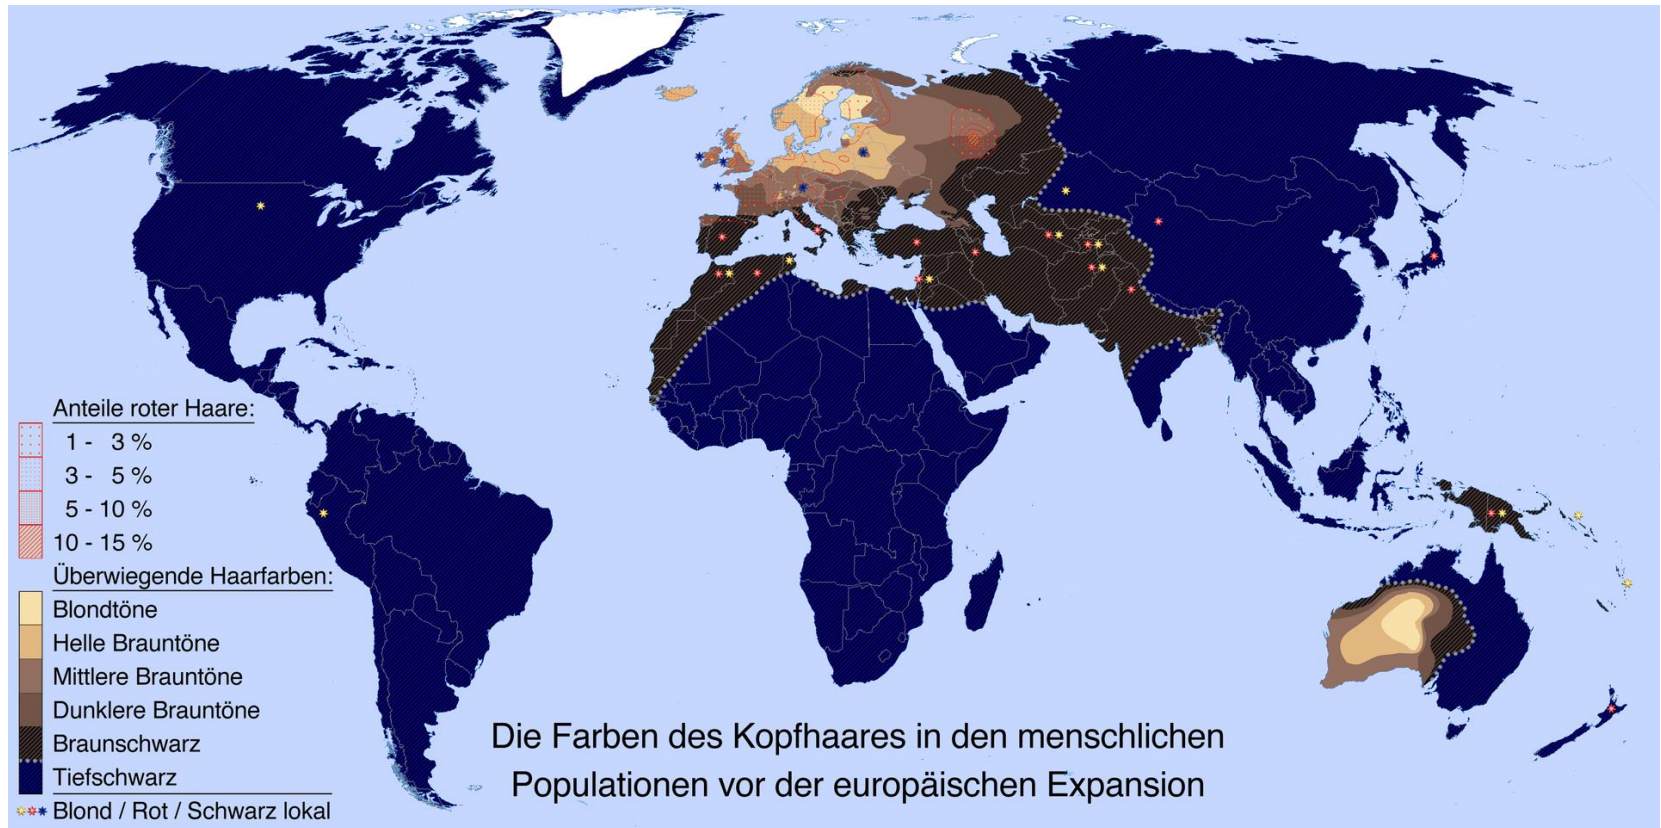 Anteile roter Haare:
1 - 3 %
3 - 5 %
5 - 10 %
10 - 15 %
Überwiegende Haarfarben:
Blondtöne
Helle Brauntöne
Mittlere Brauntöne
Dunklere Brauntöne
Braunschwarz
Tiefschwarz
Blond / Rot / Schwarz lokal
Die Farben des Kopfhaares in den menschlichen
Populationen vor der europäischen Expansion